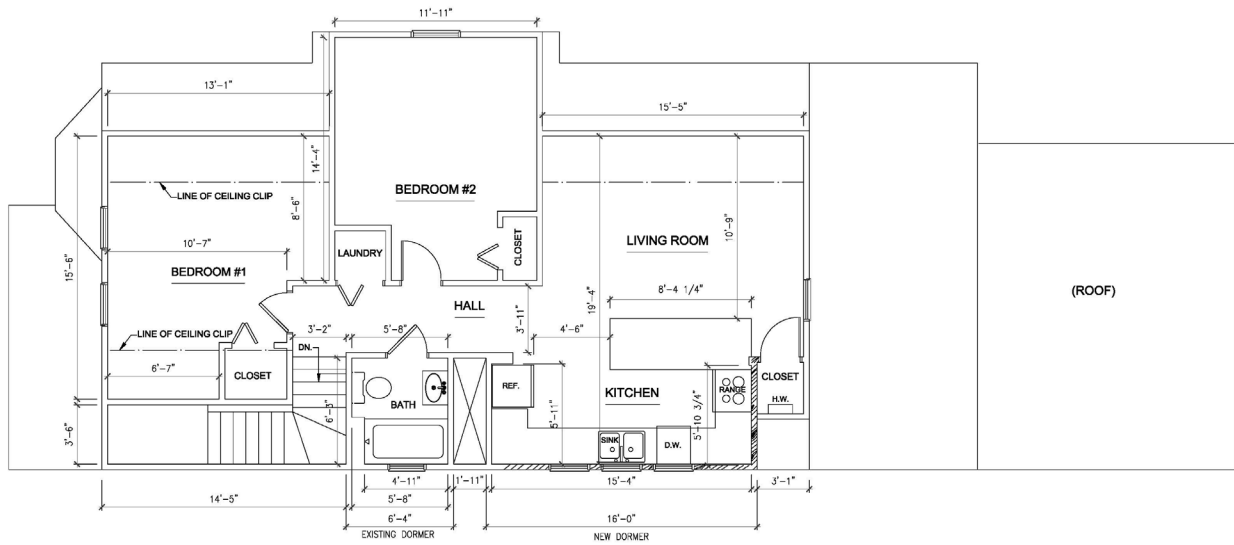 11'-11"
13'-1"
15'-5"
14'-4"
LINE OF CEILING CLIP
8'-6"
BEDROOM #2
10'-7"
BEDROOM #1
15'-6"
LAUNDRY
CLOSET
LIVING ROOM
10'-9"
19'-4"
8'-4 1/4"
(ROOF)
HALL
3'-11"
LINE OF CEILING CLIP
3'-2"
5'-8"
4'-6"
DN.
6'-7"
CLOSET
BATH
REF.
KITCHEN
RANGE
CLOSET
H.W.
6'-3"
5'-11"
5'-10 3/4"
3'-6"
SINK
D.W.
14'-5"
4'-11"
1'-11"
15'-4"
3'-1"
5'-8"
6'-4"
16'-0"
EXISTING DORMER
NEW DORMER